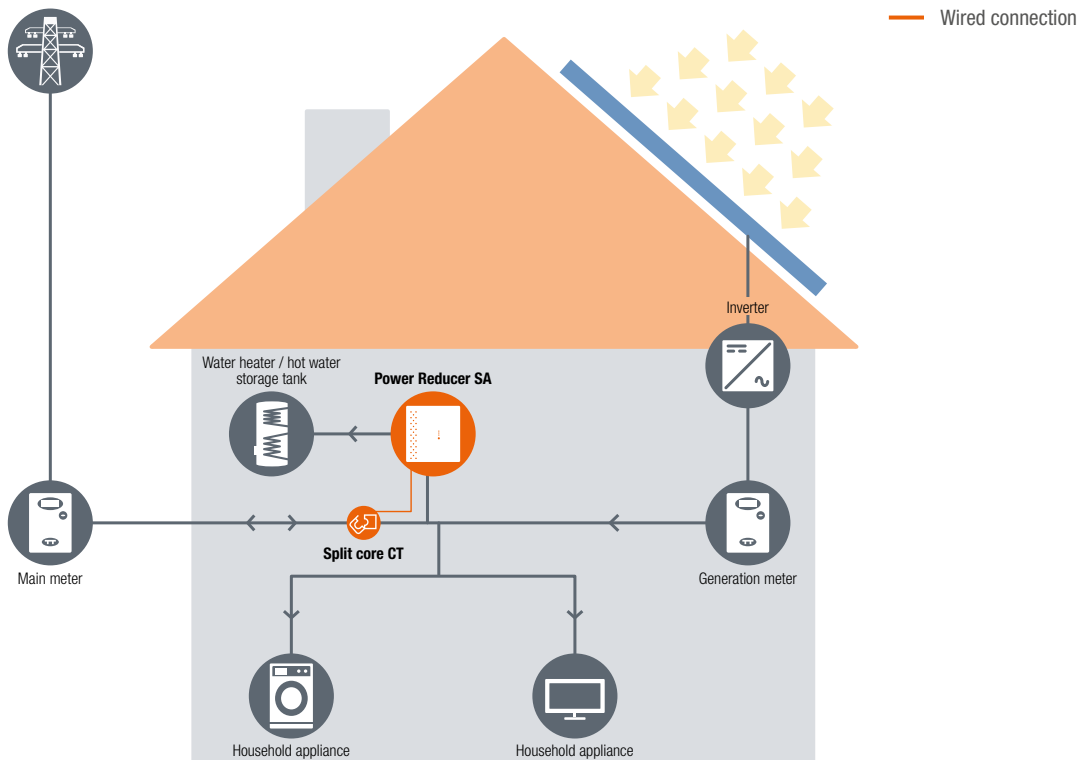 Wired connection
Inverter
Water heater / hot water
storage tank
Power Reducer SA
Split core CT
Main meter
Generation meter
Household appliance
Household appliance